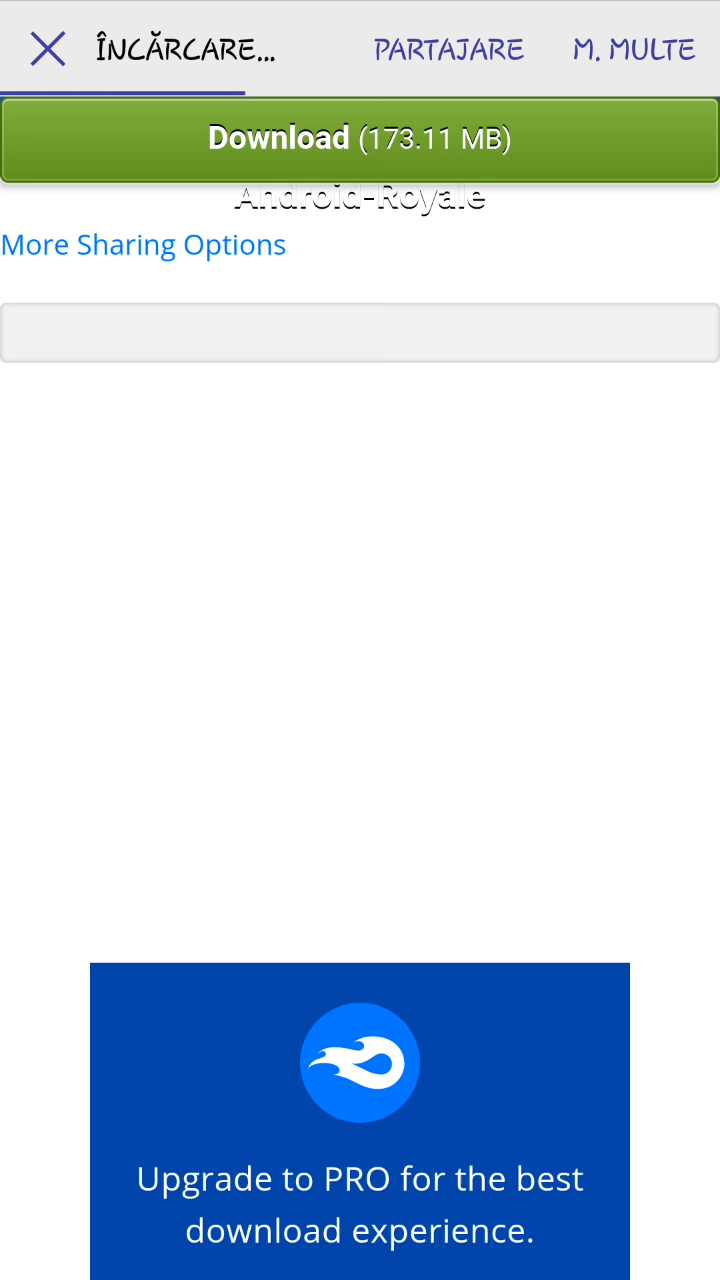 ÎNCĂRCARE... PARTAJARE M. MULTE
Download (173.11 MB)
Android-Royale
More Sharing Options
Upgrade to PRO for the best
download experience.